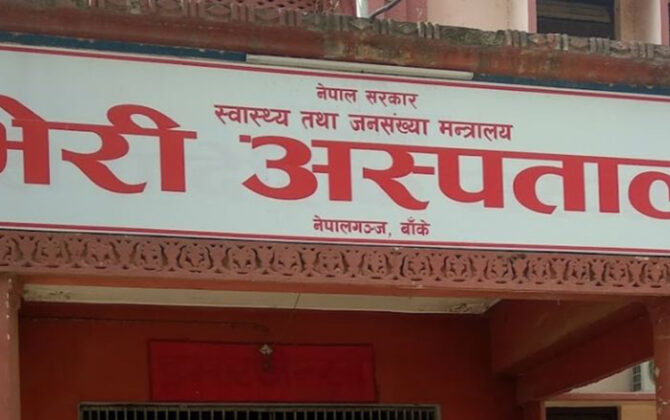 नेपाल सरकार
स्वास्थ्य तथा जनसंख्या मन्त्रालय
भेरी अस्पताल
नेपालगञ्ज, बाँके